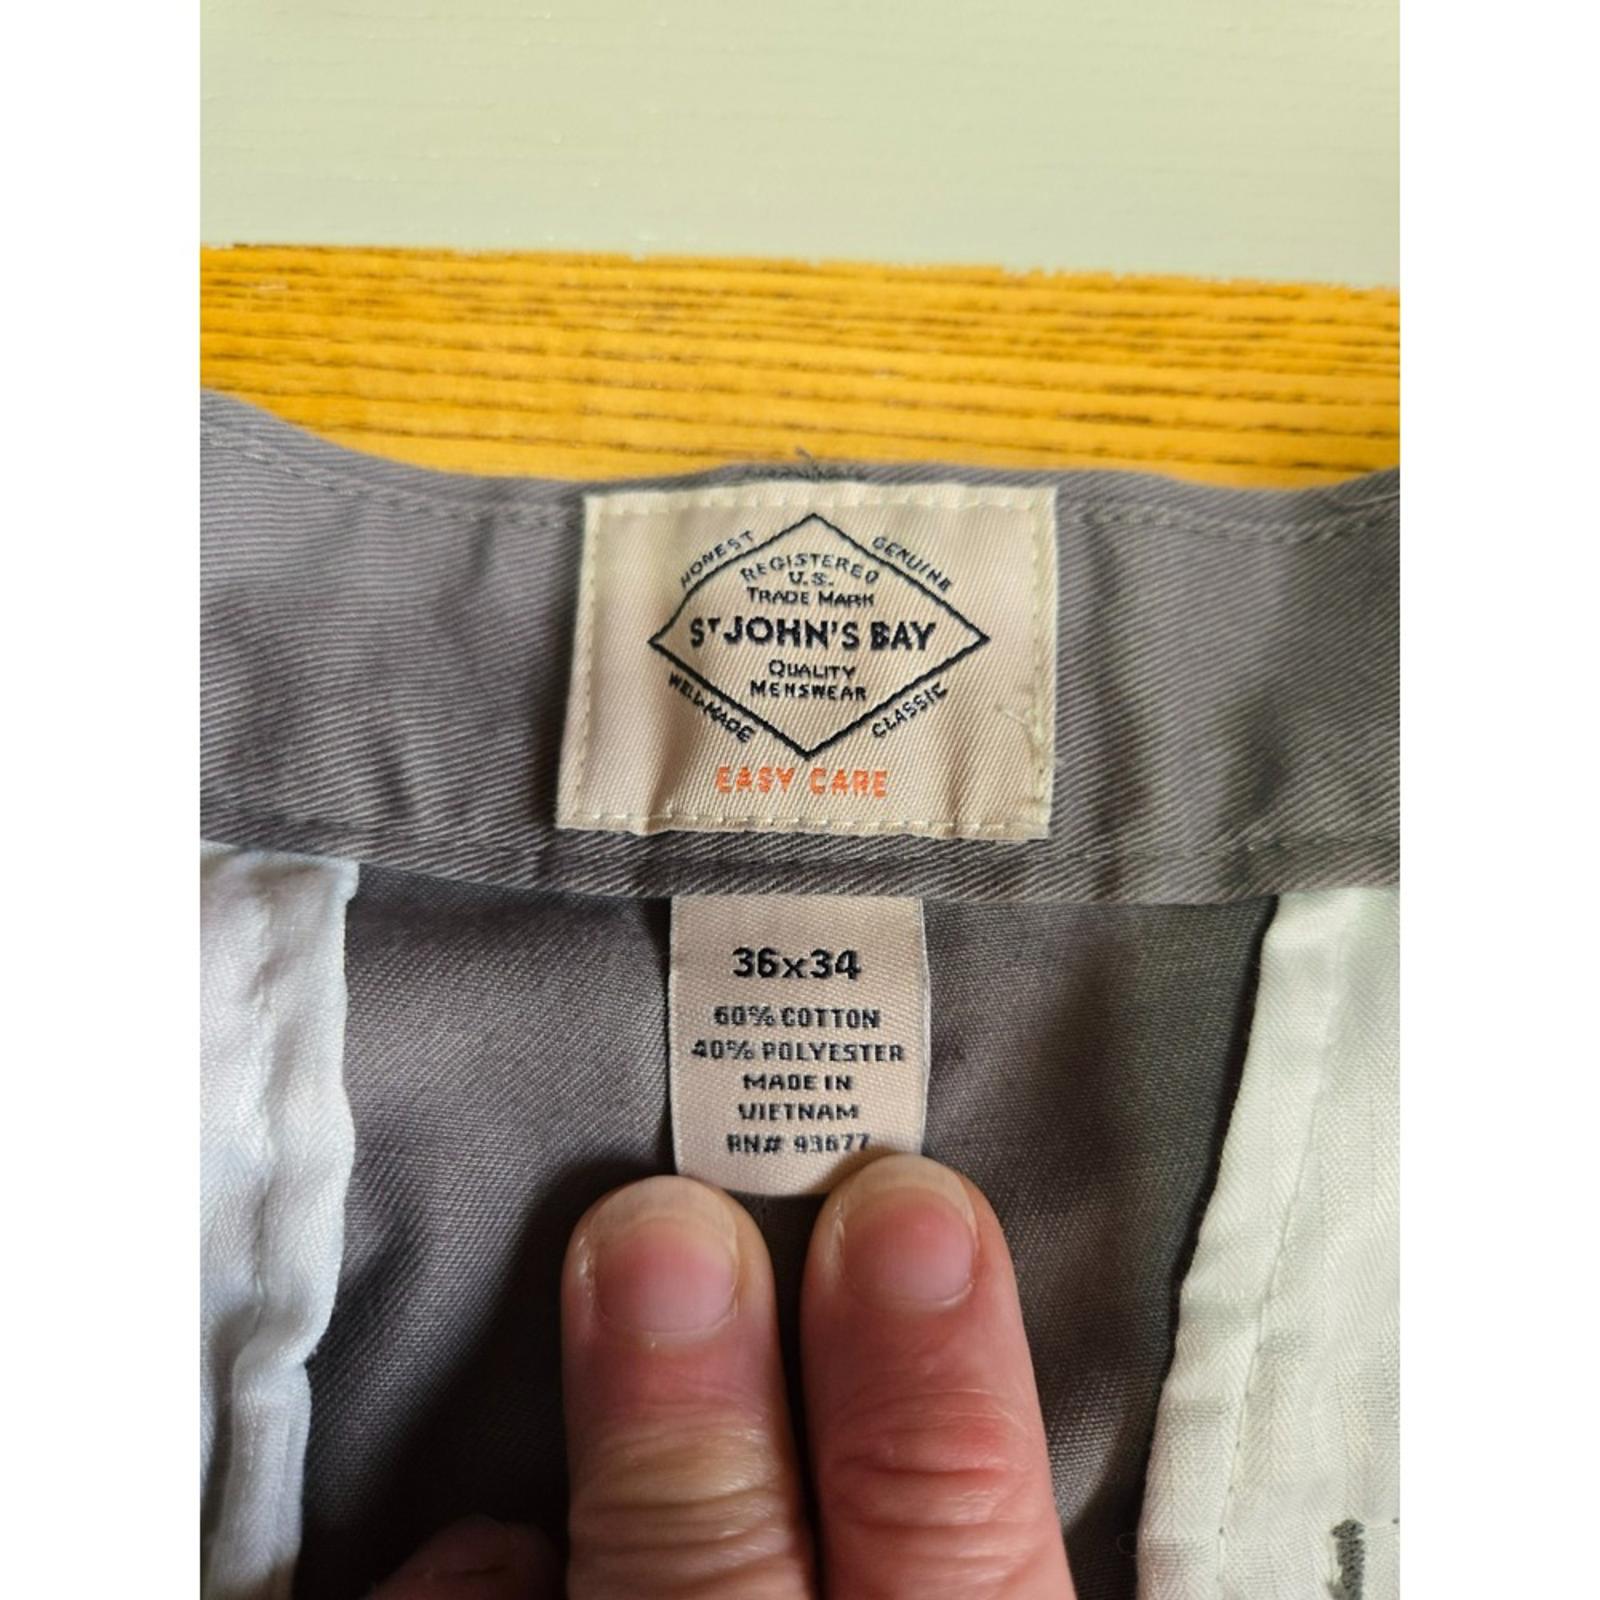 HONEST
GENUINE
REGISTERED
U.S.
TRADE MARK
ST JOHN'S BAY
QUALITY
MENSWEAR
WELL-MADE
CLASSIC
EASY CARE
36x34
60% COTTON
40% POLYESTER
MADE IN
VIETNAM
RN# 93677